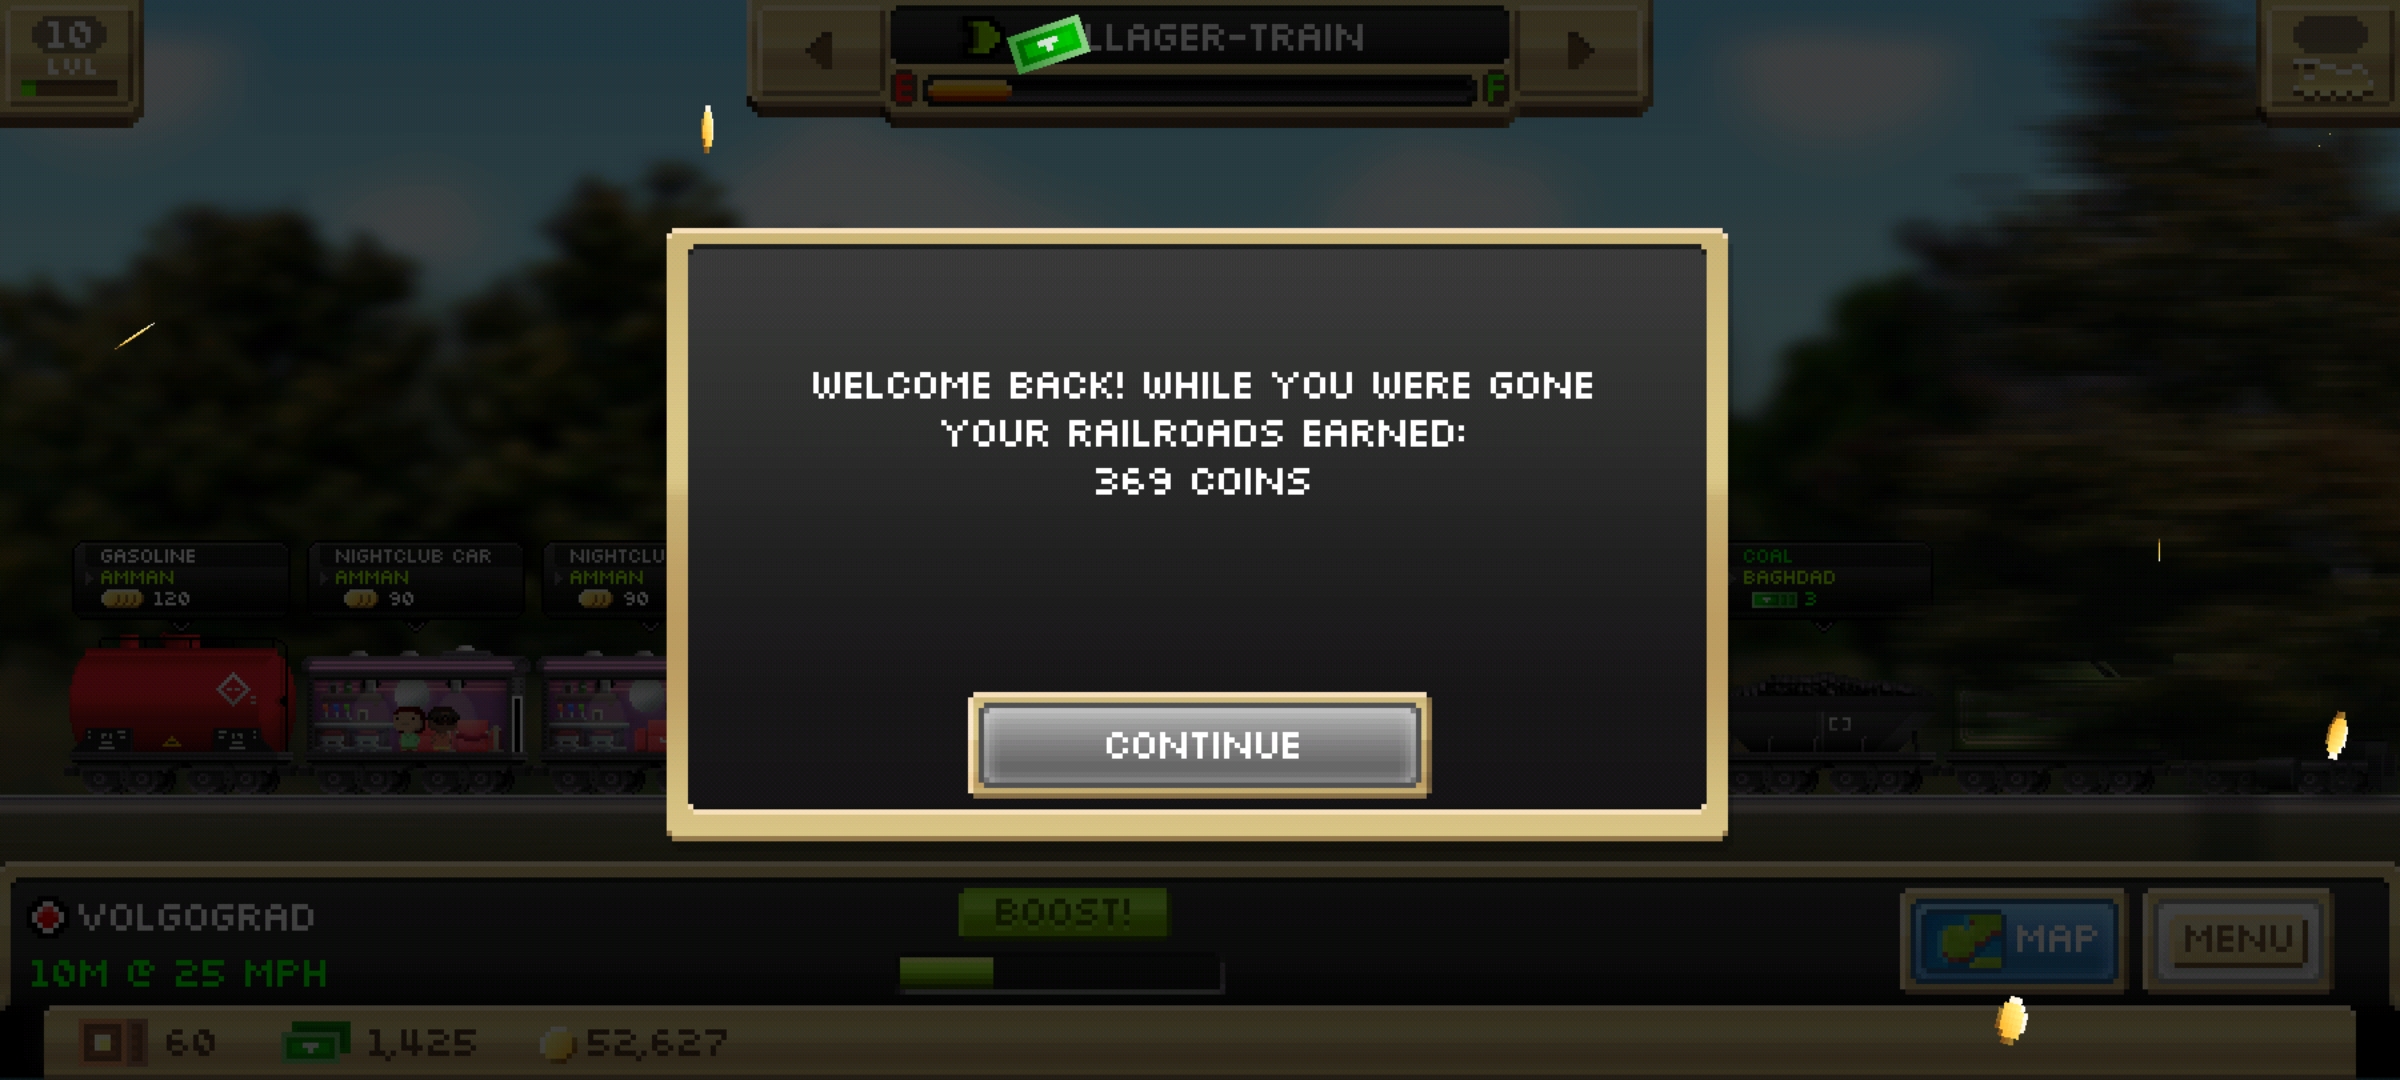 10
LVL
LLAGER-TRAIN
E
F
WELCOME BACK! WHILE YOU WERE GONE
YOUR RAILROADS EARNED:
369 COINS
GASOLINE
AMMAN
120
NIGHTCLUB CAR
AMMAN
90
NIGHTCLU
AMMAN
90
COAL
BAGHDAD
3
CONTINUE
VOLGOGRAD
10M @ 25 MPH
BOOST!
MAP
MENU
60
1,425
52,627